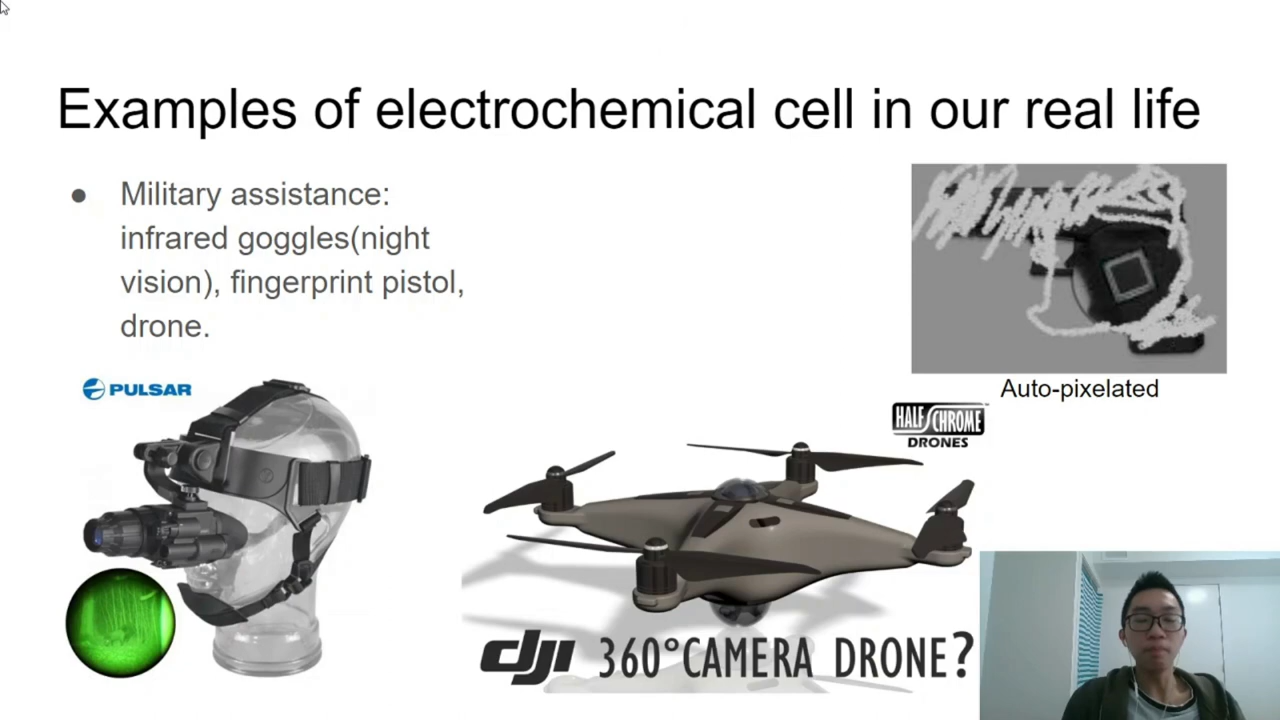 Examples of electrochemical cell in our real life
● Military assistance:
infrared goggles(night
vision), fingerprint pistol,
drone.
Auto-pixelated
PULSAR
HALF CHROME
DRONES
dji 360°CAMERA DRONE?